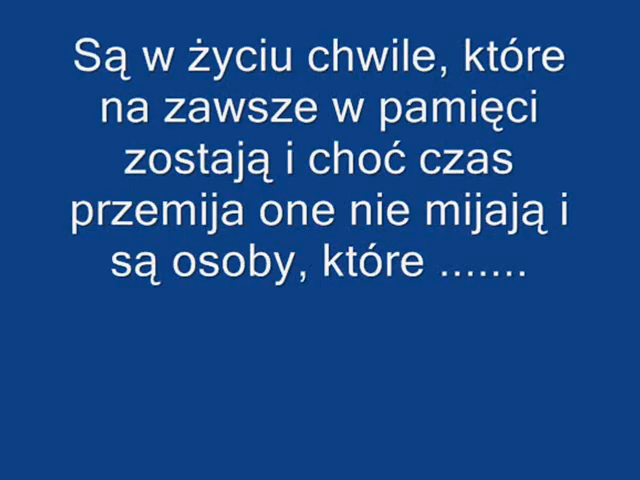 Są w życiu chwile, które
na zawsze w pamięci
zostają i choć czas
przemija one nie mijają i
są osoby, które .......